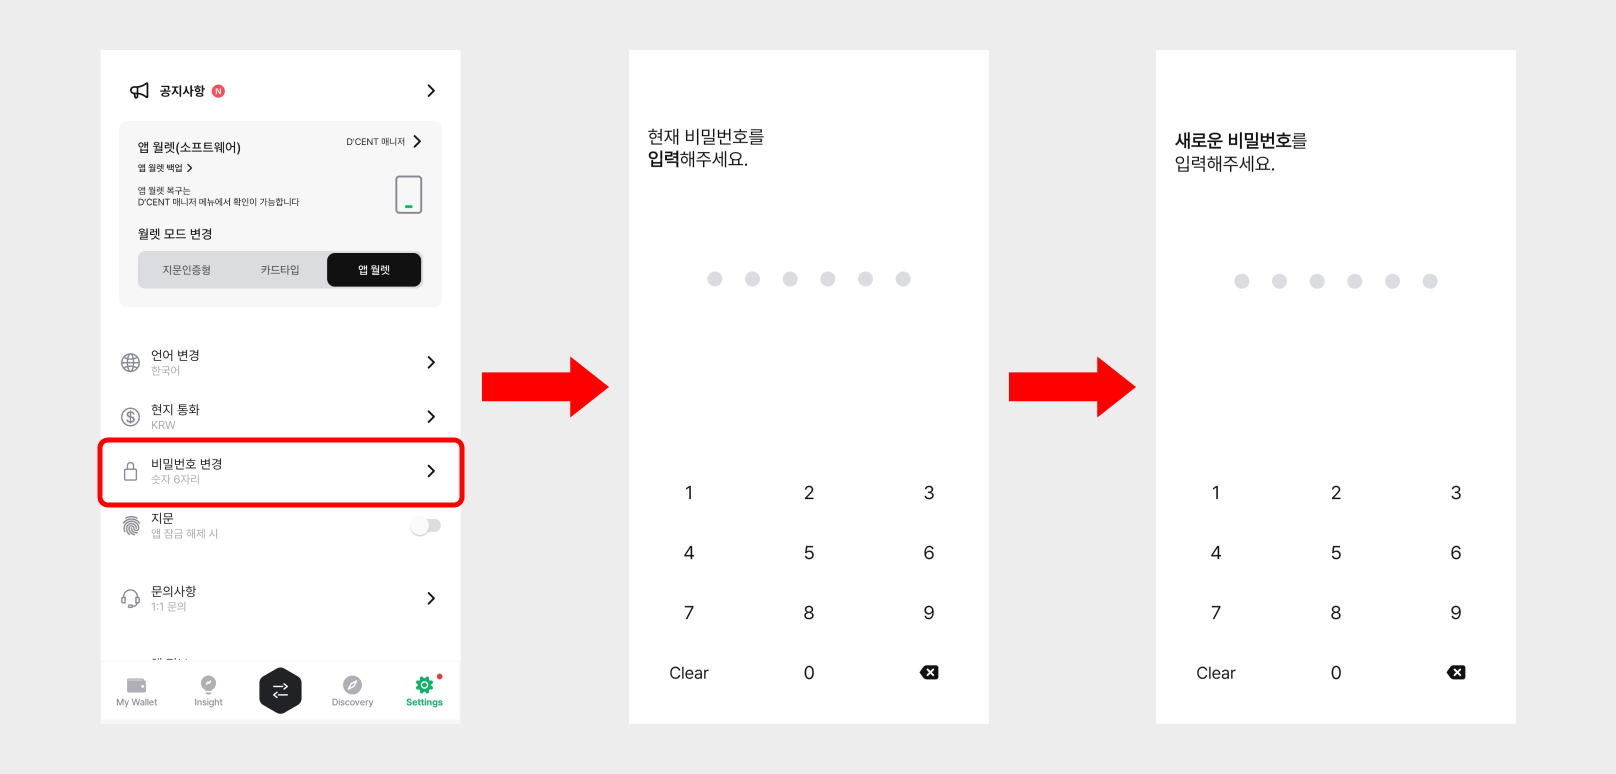 공지사항 N
앱 월렛(소프트웨어)
D'CENT 매니저
앱 월렛 백업
앱 월렛 복구는
D'CENT 매니저 메뉴에서 확인이 가능합니다
월렛 모드 변경
지문인증형 카드타입 앱 월렛
언어 변경
한국어
현지 통화
KRW
비밀번호 변경
숫자 6자리
지문
앱 잠금 해제 시
문의사항
1:1 문의
My Wallet Insight Discovery Settings
현재 비밀번호를
입력해주세요.
1 2 3
4 5 6
7 8 9
Clear 0
새로운 비밀번호를
입력해주세요.
1 2 3
4 5 6
7 8 9
Clear 0